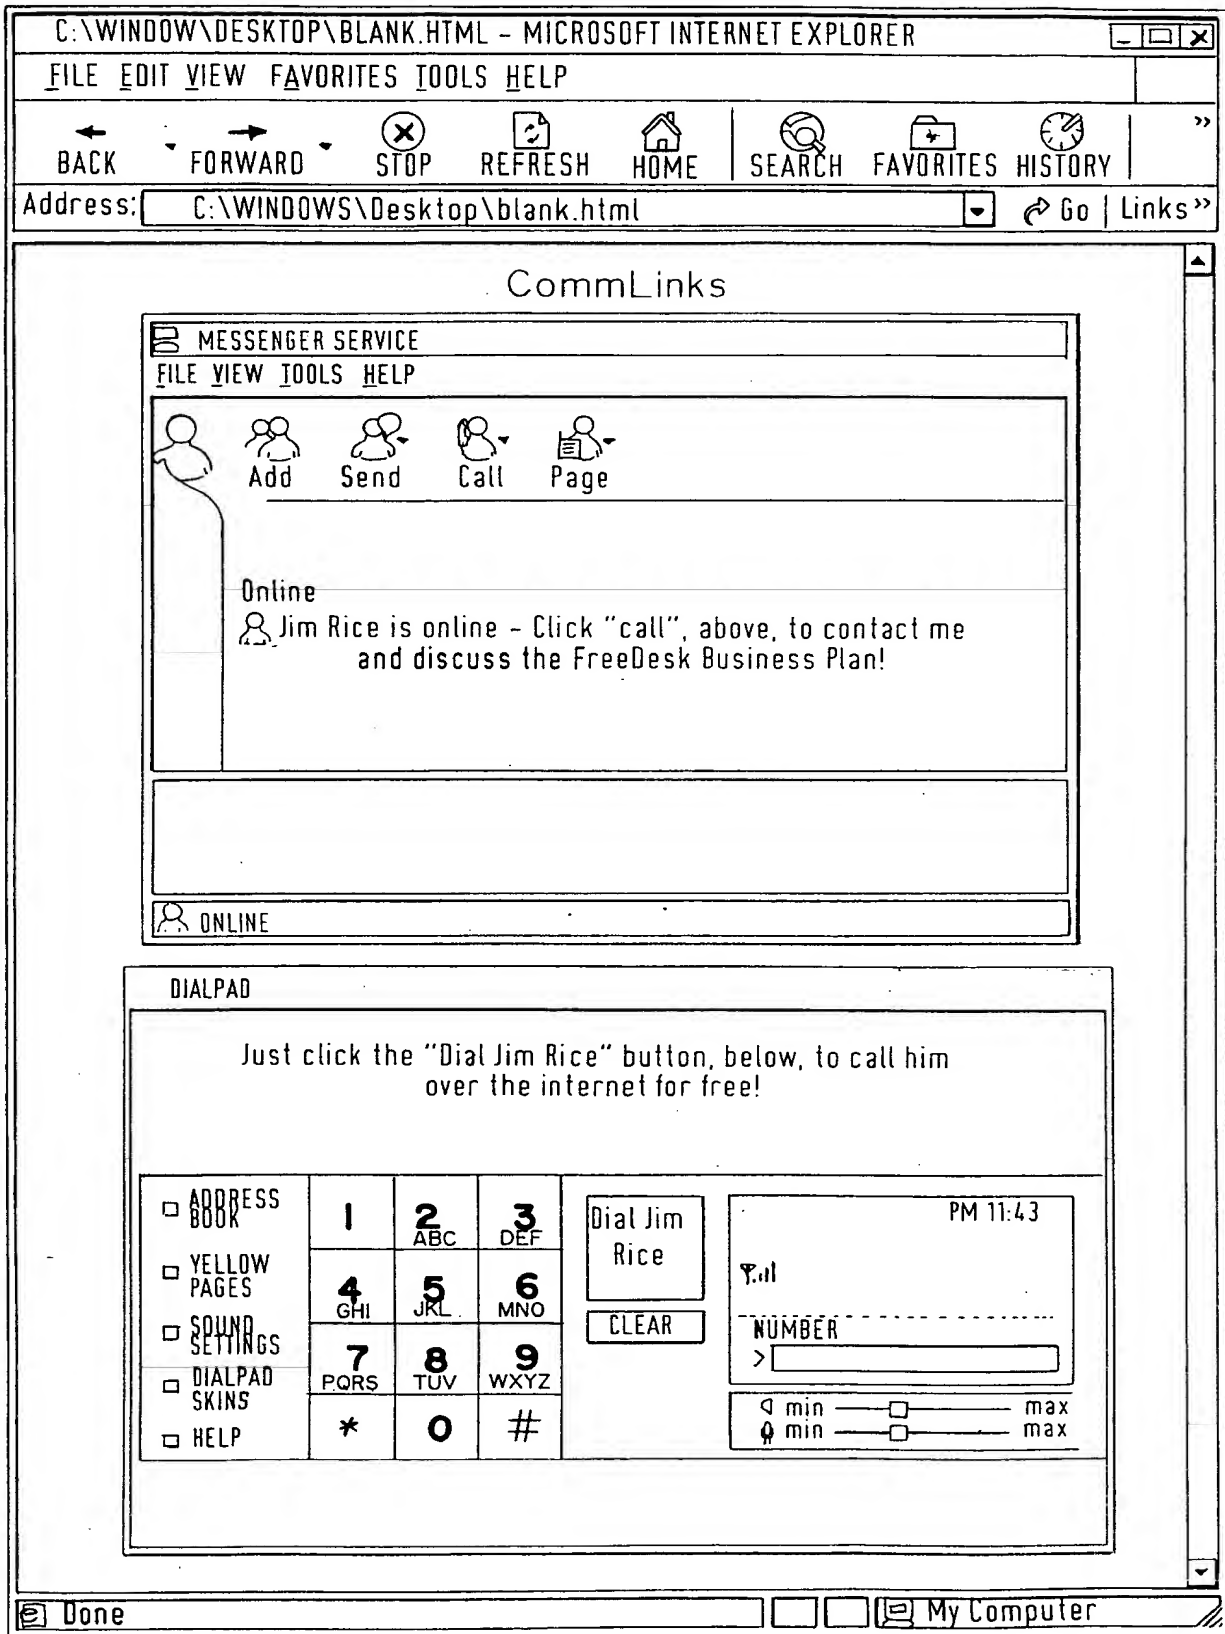 C:\WINDOW\DESKTOP\BLANK.HTML - MICROSOFT INTERNET EXPLORER
FILE EDIT VIEW FAVORITES TOOLS HELP
BACK FORWARD STOP REFRESH HOME SEARCH FAVORITES HISTORY »
Address: C:\WINDOWS\Desktop\blank.html Go Links »
CommLinks
MESSENGER SERVICE
FILE VIEW TOOLS HELP
Add Send Call Page
Online
Jim Rice is online - Click "call", above, to contact me
and discuss the FreeDesk Business Plan!
ONLINE
DIALPAD
Just click the "Dial Jim Rice" button, below, to call him
over the internet for free!
ADDRESS
BOOK
YELLOW
PAGES
SOUND
SETTINGS
DIALPAD
SKINS
HELP
1 2 3
ABC DEF
4 5 6
GHI JKL MNO
7 8 9
PQRS TUV WXYZ
* 0 #
Dial Jim
Rice
CLEAR
PM 11:43
NUMBER
>
min max
min max
Done My Computer